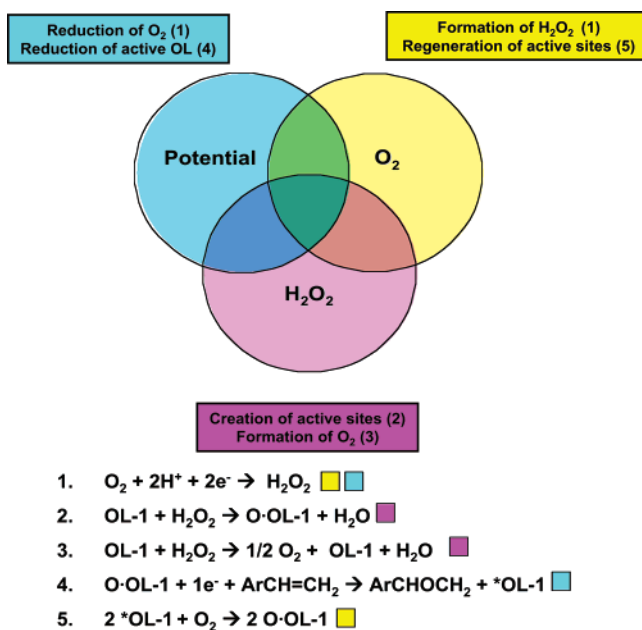 Reduction of O₂ (1)
Reduction of active OL (4)
Formation of H₂O₂ (1)
Regeneration of active sites (5)
Potential
O₂
H₂O₂
Creation of active sites (2)
Formation of O₂ (3)
1. O₂ + 2H⁺ + 2e⁻ → H₂O₂
2. OL-1 + H₂O₂ → O·OL-1 + H₂O
3. OL-1 + H₂O₂ → 1/2 O₂ + OL-1 + H₂O
4. O·OL-1 + 1e⁻ + ArCH=CH₂ → ArCHOCH₂ + *OL-1
5. 2 *OL-1 + O₂ → 2 O·OL-1